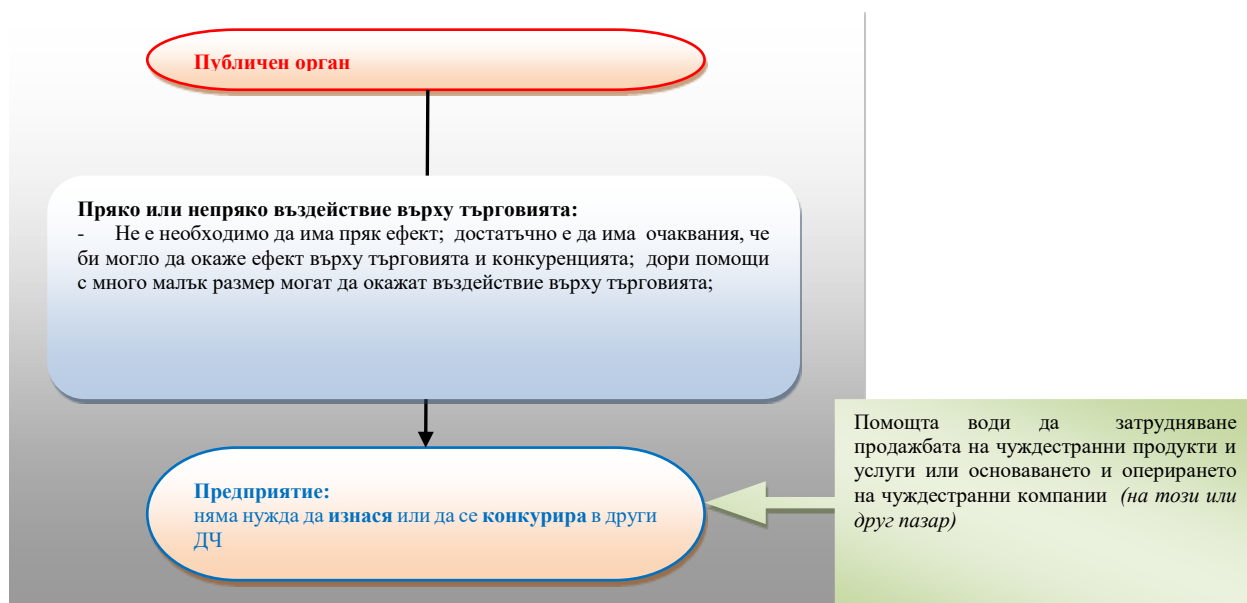 Публичен орган
Пряко или непряко въздействие върху търговията:
- Не е необходимо да има пряк ефект; достатъчно е да има очаквания, че
би могло да окаже ефект върху търговията и конкуренцията; дори помощи
с много малък размер могат да окажат въздействие върху търговията;
Предприятие:
няма нужда да изнася или да се конкурира в други
ДЧ
Помощта води да затрудняване
продажбата на чуждестранни продукти и
услуги или основаването и оперирането
на чуждестранни компании (на този или
друг пазар)